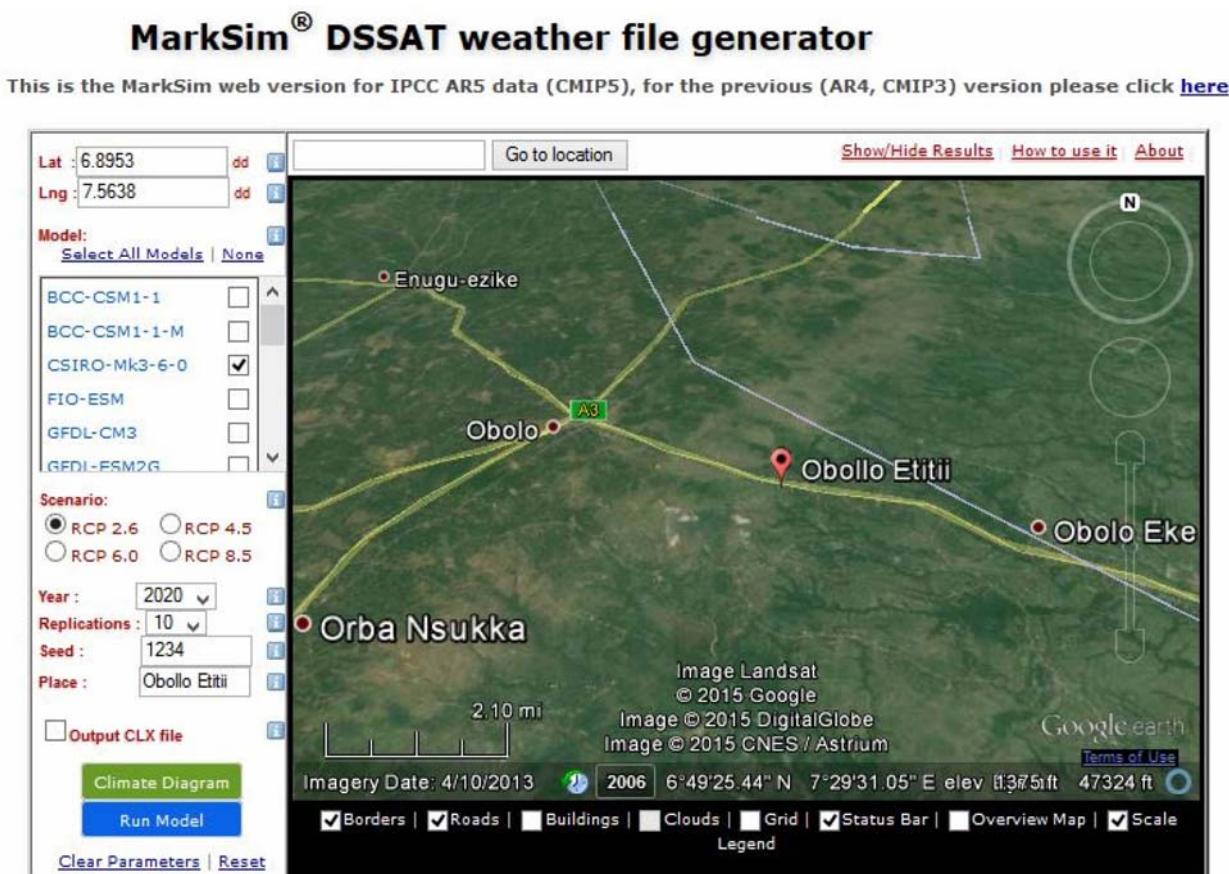 MarkSim® DSSAT weather file generator
This is the MarkSim web version for IPCC AR5 data (CMIP5), for the previous (AR4, CMIP3) version please click here
Lat : 6.8953 dd
Lng : 7.5638 dd
Model:
Select All Models | None
BCC-CSM1-1
BCC-CSM1-1-M
CSIRO-Mk3-6-0
FIO-ESM
GFDL-CM3
GFDL-ESM2G
Scenario:
RCP 2.6 RCP 4.5
RCP 6.0 RCP 8.5
Year : 2020
Replications : 10
Seed : 1234
Place : Obollo Etitii
Output CLX file
Climate Diagram
Run Model
Clear Parameters | Reset
Go to location
Show/Hide Results | How to use it | About
N
Enugu-ezike
A3
Obolo
Obollo Etitii
Obolo Eke
Orba Nsukka
Image Landsat
© 2015 Google
Image © 2015 DigitalGlobe
Image © 2015 CNES / Astrium
2.10 mi
Google earth
Terms of Use
Imagery Date: 4/10/2013 2006 6°49'25.44" N 7°29'31.05" E elev 47324 ft
Borders | Roads | Buildings | Clouds | Grid | Status Bar | Overview Map | Scale
Legend